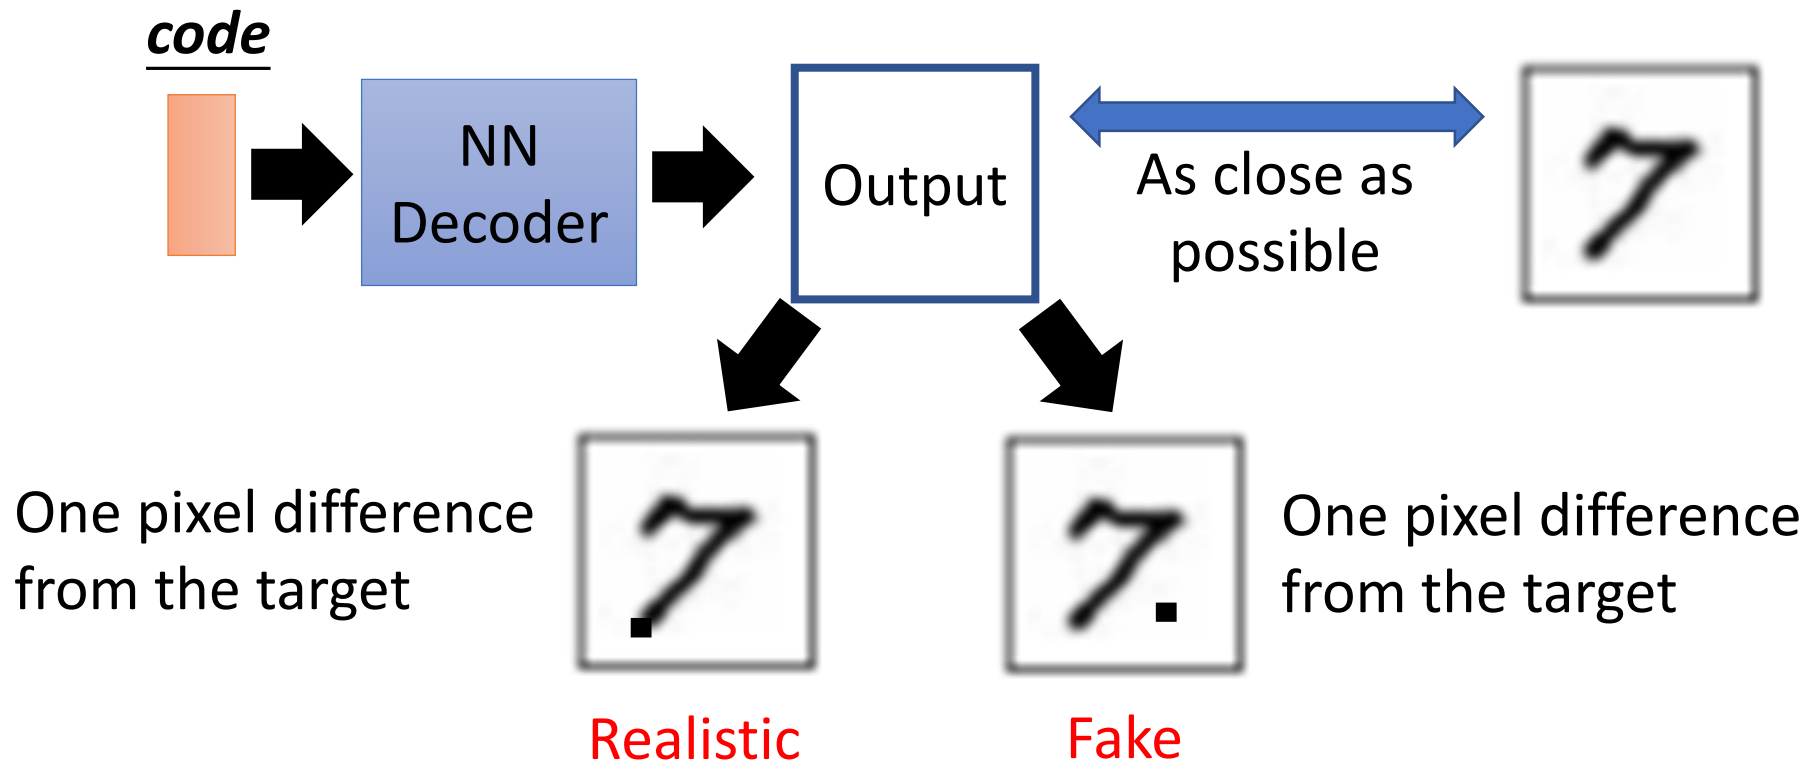 code
NN
Decoder
Output
As close as
possible
One pixel difference
from the target
One pixel difference
from the target
Realistic
Fake